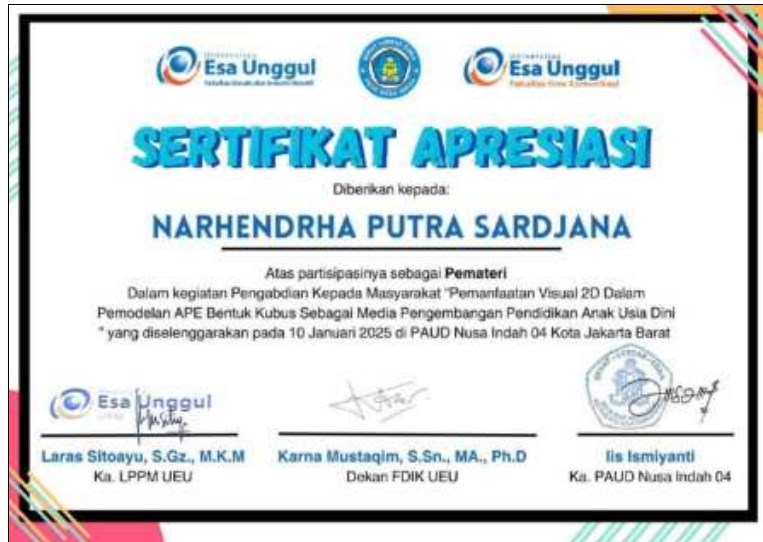 Esa Unggul
Esa Unggul
Fakultas Ilmu Komunikasi
SERTIFIKAT APRESIASI
Diberikan kepada:
NARHENDRHA PUTRA SARDJANA
Atas partisipasinya sebagai Pemateri
Dalam kegiatan Pengabdian Kepada Masyarakat "Pemanfaatan Visual 2D Dalam
Pemodelan APE Bentuk Kubus Sebagai Media Pengembangan Pendidikan Anak Usia Dini
" yang diselenggarakan pada 10 Januari 2025 di PAUD Nusa Indah 04 Kota Jakarta Barat
Esa Unggul
Laras Sitoayu, S.Gz., M.K.M
Ka. LPPM UEU
Karna Mustaqim, S.Sn., MA., Ph.D
Dekan FDIK UEU
Iis Ismiyanti
Ka. PAUD Nusa Indah 04